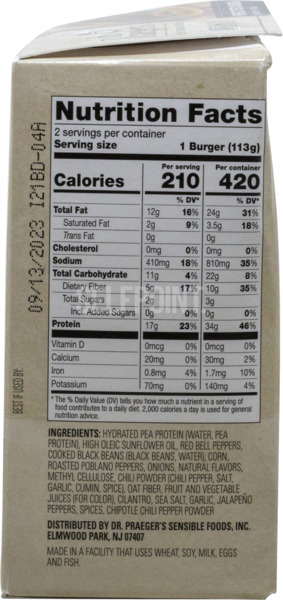 Nutrition Facts
2 servings per container
Serving size 1 Burger (113g)
Per serving Per container
Calories 210 420
% DV* % DV*
Total Fat 12g 16% 24g 31%
Saturated Fat 2g 9% 3.5g 18%
Trans Fat 0g 0g
Cholesterol 0mg 0% 0mg 0%
Sodium 410mg 18% 810mg 35%
Total Carbohydrate 11g 4% 22g 8%
Dietary Fiber 5g 17% 10g 35%
Total Sugars 2g 3g
Incl. Added Sugars 0g 0% 0g 0%
Protein 17g 23% 34g 46%
Vitamin D 0mcg 0% 0mcg 0%
Calcium 20mg 0% 30mg 2%
Iron 0.8mg 4% 1.7mg 10%
Potassium 70mg 0% 140mg 4%
* The % Daily Value (DV) tells you how much a nutrient in a serving of
food contributes to a daily diet. 2,000 calories a day is used for general
nutrition advice.
09/13/2023 I21BD-04A
BEST IF USED BY:
INGREDIENTS: HYDRATED PEA PROTEIN (WATER, PEA
PROTEIN), HIGH OLEIC SUNFLOWER OIL, RED BELL PEPPERS,
COOKED BLACK BEANS (BLACK BEANS, WATER), CORN,
ROASTED POBLANO PEPPERS, ONIONS, NATURAL FLAVORS,
METHYL CELLULOSE, CHILI POWDER (CHILI PEPPER, SALT,
GARLIC, CUMIN, SPICE), OAT FIBER, FRUIT AND VEGETABLE
JUICES (FOR COLOR), CILANTRO, SEA SALT, GARLIC, JALAPEÑO
PEPPERS, SPICES, CHIPOTLE CHILI PEPPER POWDER
DISTRIBUTED BY DR. PRAEGER'S SENSIBLE FOODS, INC.
ELMWOOD PARK, NJ 07407
MADE IN A FACILITY THAT USES WHEAT, SOY, MILK, EGGS
AND FISH.